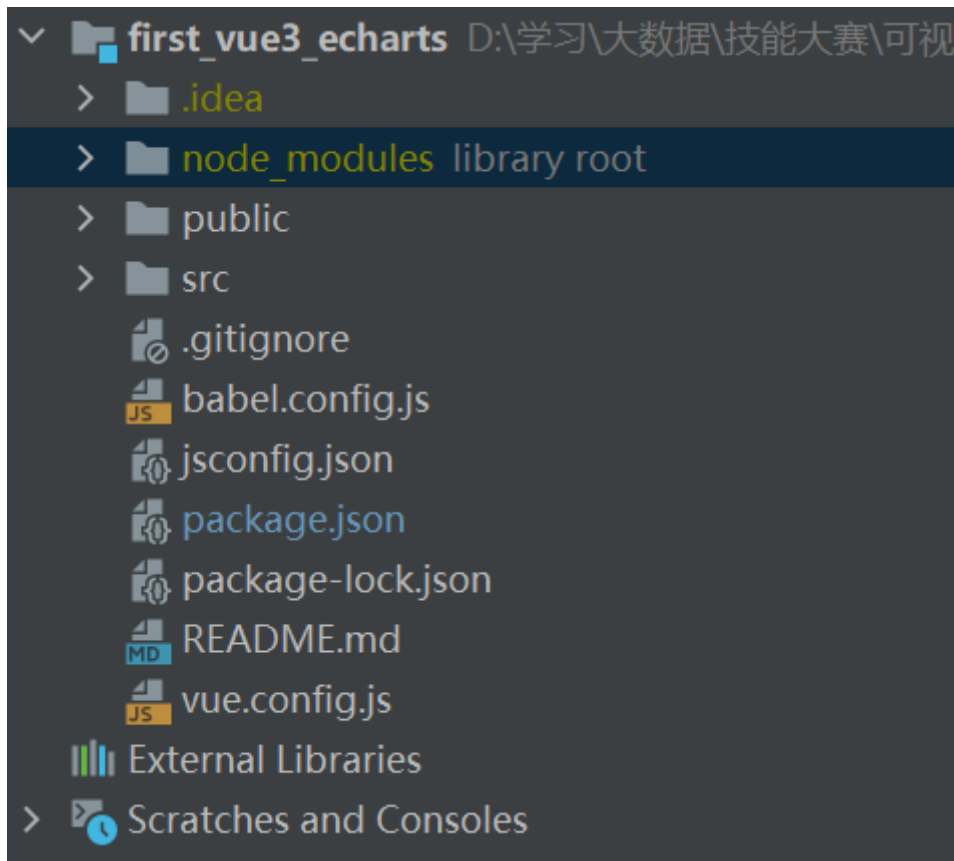 first_vue3_echarts D:\学习\大数据\技能大赛\可视
.idea
node_modules library root
public
src
.gitignore
JS babel.config.js
jsconfig.json
package.json
package-lock.json
MD README.md
JS vue.config.js
External Libraries
Scratches and Consoles